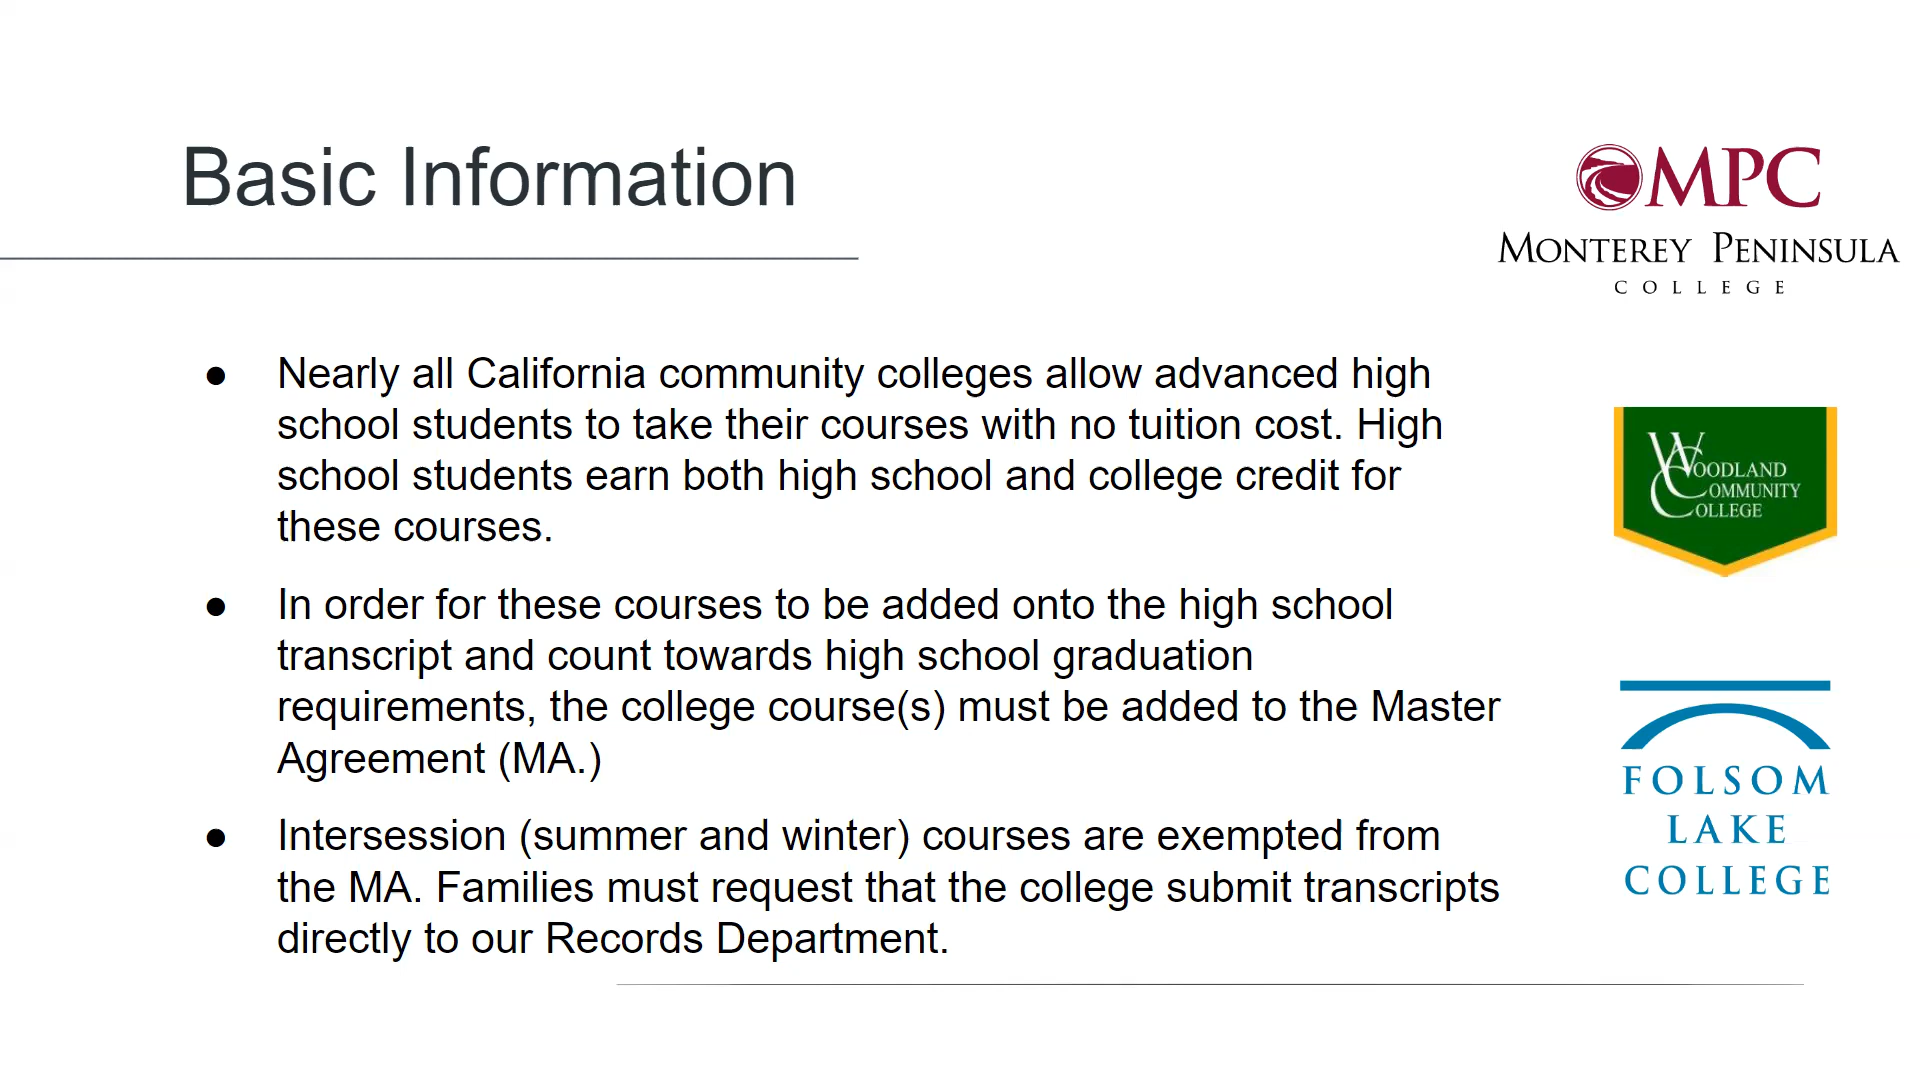 Basic Information
MPC
MONTEREY PENINSULA
COLLEGE
● Nearly all California community colleges allow advanced high
school students to take their courses with no tuition cost. High
school students earn both high school and college credit for
these courses.
● In order for these courses to be added onto the high school
transcript and count towards high school graduation
requirements, the college course(s) must be added to the Master
Agreement (MA.)
● Intersession (summer and winter) courses are exempted from
the MA. Families must request that the college submit transcripts
directly to our Records Department.
WOODLAND
COMMUNITY
COLLEGE
FOLSOM
LAKE
COLLEGE